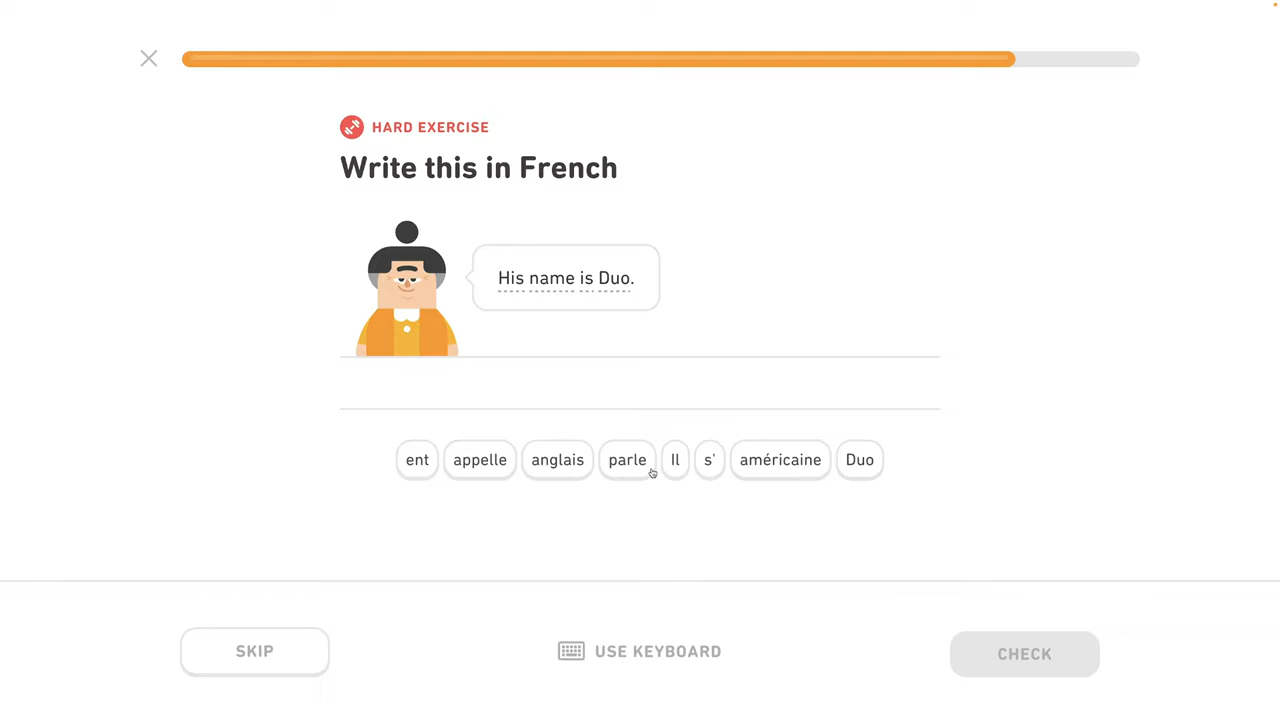 HARD EXERCISE
Write this in French
His name is Duo.
ent appelle anglais parle Il s' américaine Duo
SKIP USE KEYBOARD CHECK